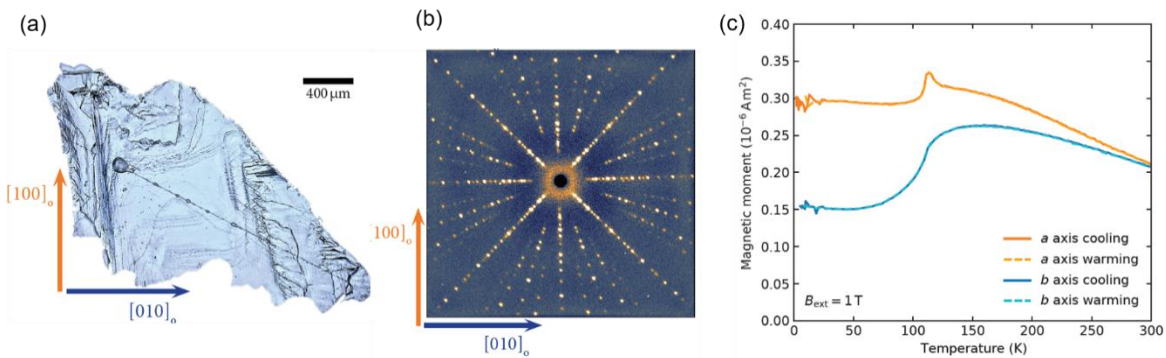 (a)
400 µm
[100]ₒ
[010]ₒ
(b)
100]ₒ
[010]ₒ
(c)
Magnetic moment (10⁻⁶ A m²)
0.40
0.35
0.30
0.25
0.20
0.15
0.10
0.05
0.00
a axis cooling
a axis warming
b axis cooling
b axis warming
Bₑₓₜ = 1 T
0 50 100 150 200 250 300
Temperature (K)